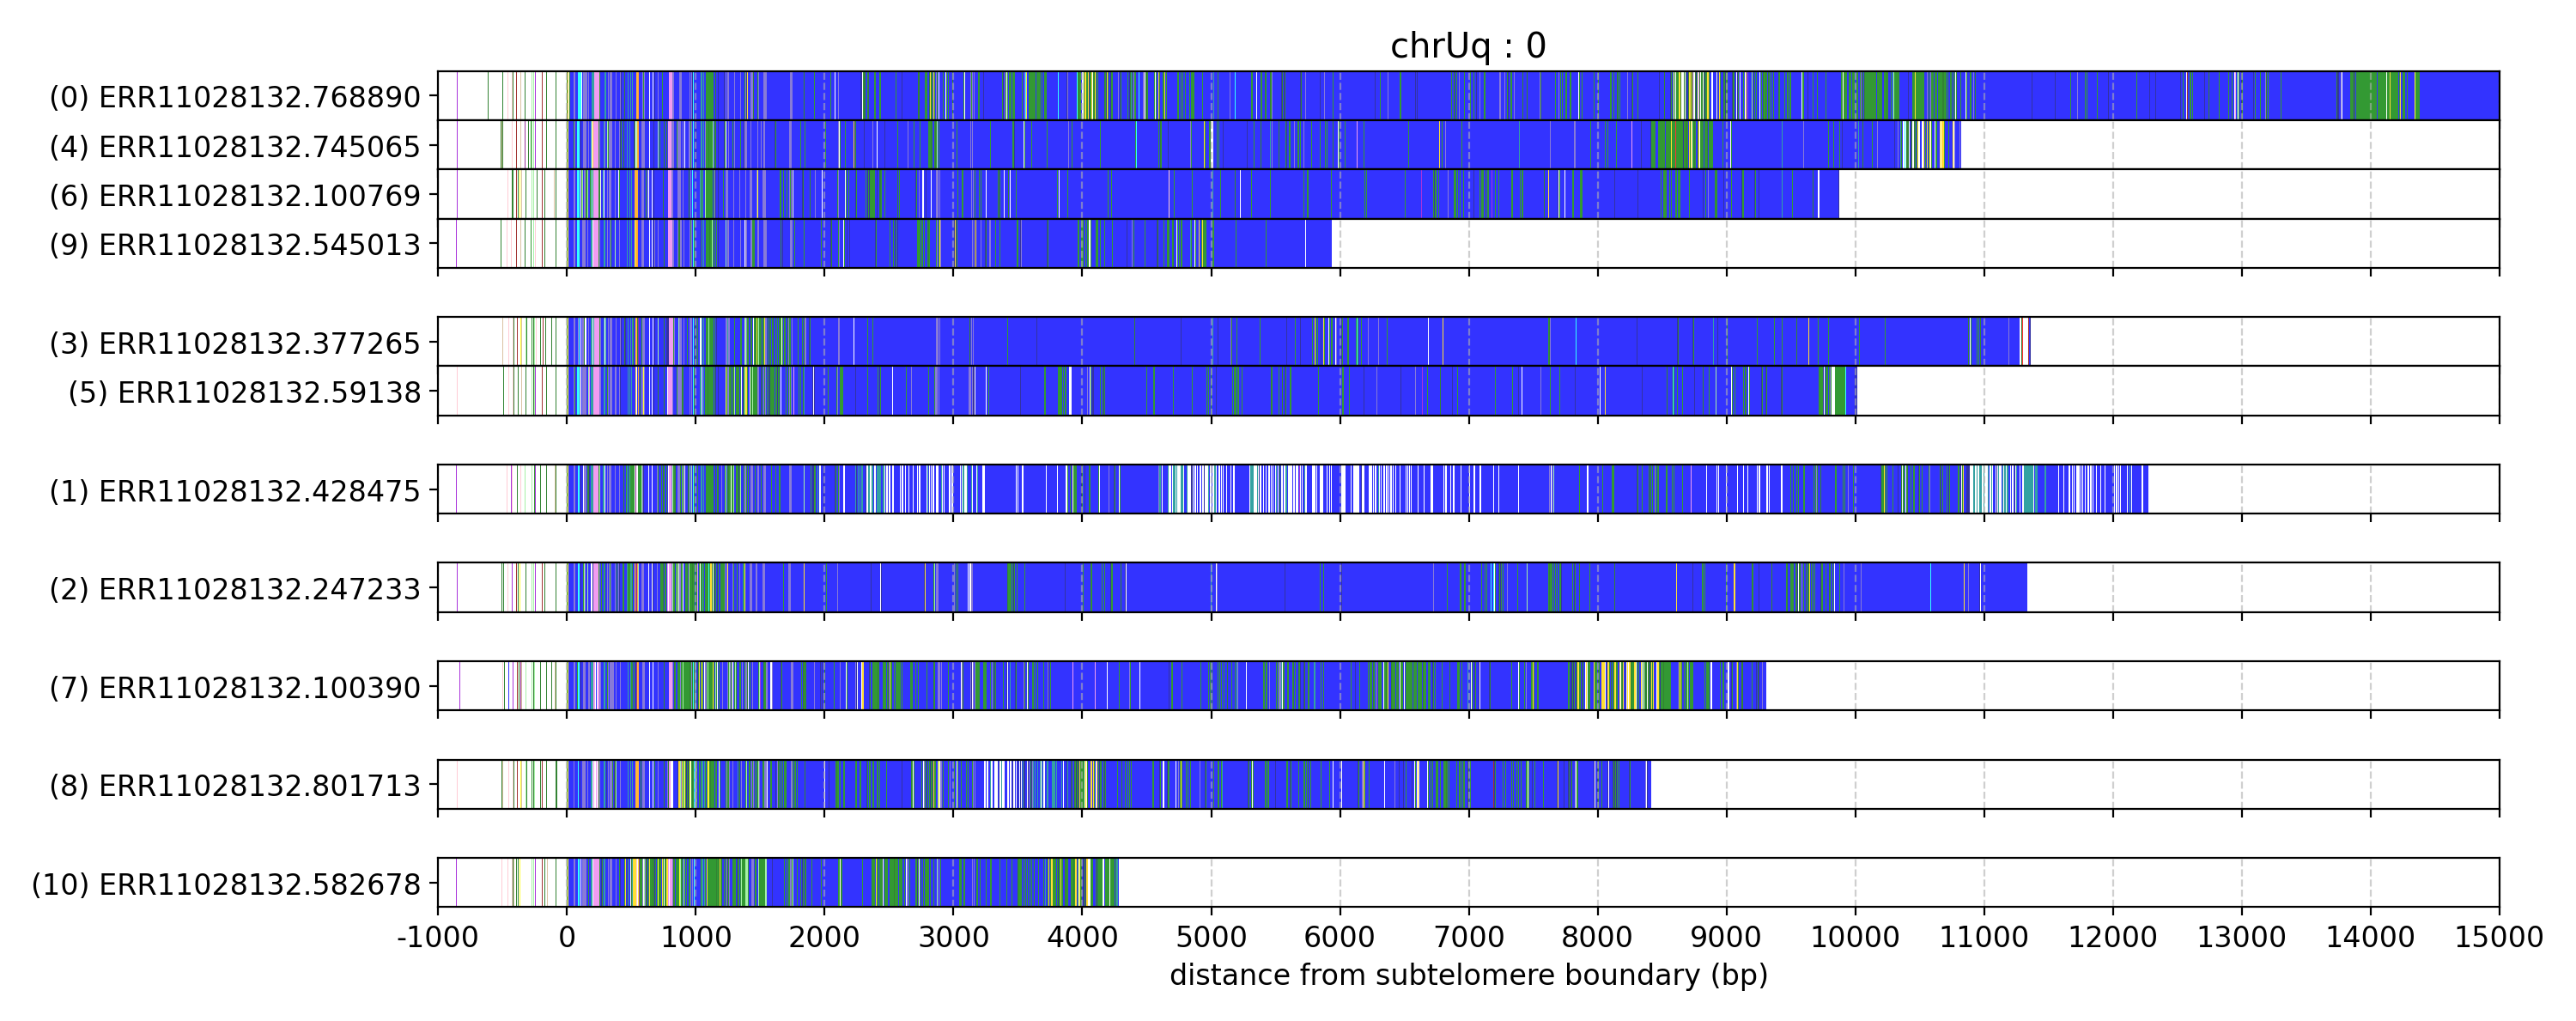 chrUq : 0
(0) ERR11028132.768890
(4) ERR11028132.745065
(6) ERR11028132.100769
(9) ERR11028132.545013
(3) ERR11028132.377265
(5) ERR11028132.59138
(1) ERR11028132.428475
(2) ERR11028132.247233
(7) ERR11028132.100390
(8) ERR11028132.801713
(10) ERR11028132.582678
-1000 0 1000 2000 3000 4000 5000 6000 7000 8000 9000 10000 11000 12000 13000 14000 15000
distance from subtelomere boundary (bp)